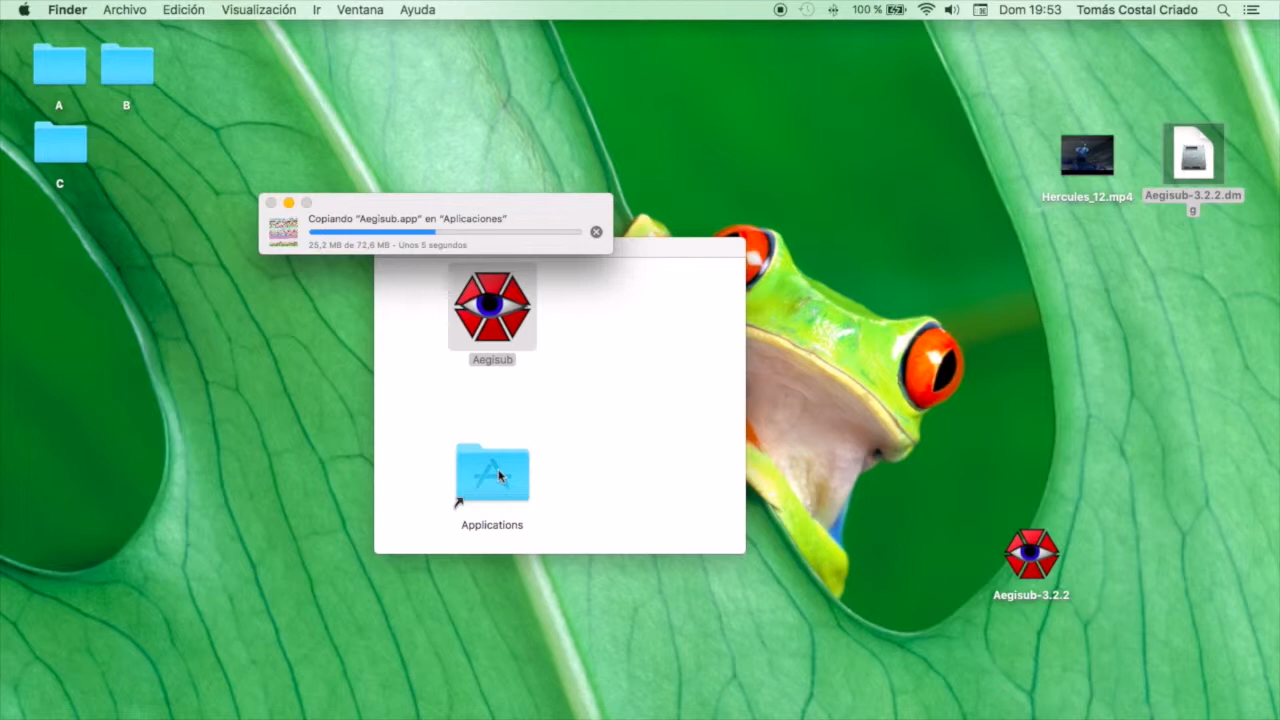 Finder Archivo Edición Visualización Ir Ventana Ayuda 100 % Dom 19:53 Tomás Costal Criado
A B
C
Hercules_12.mp4
Aegisub-3.2.2.dm
g
Copiando "Aegisub.app" en "Aplicaciones"
25,2 MB de 72,6 MB - Unos 5 segundos
Aegisub
Applications
Aegisub-3.2.2